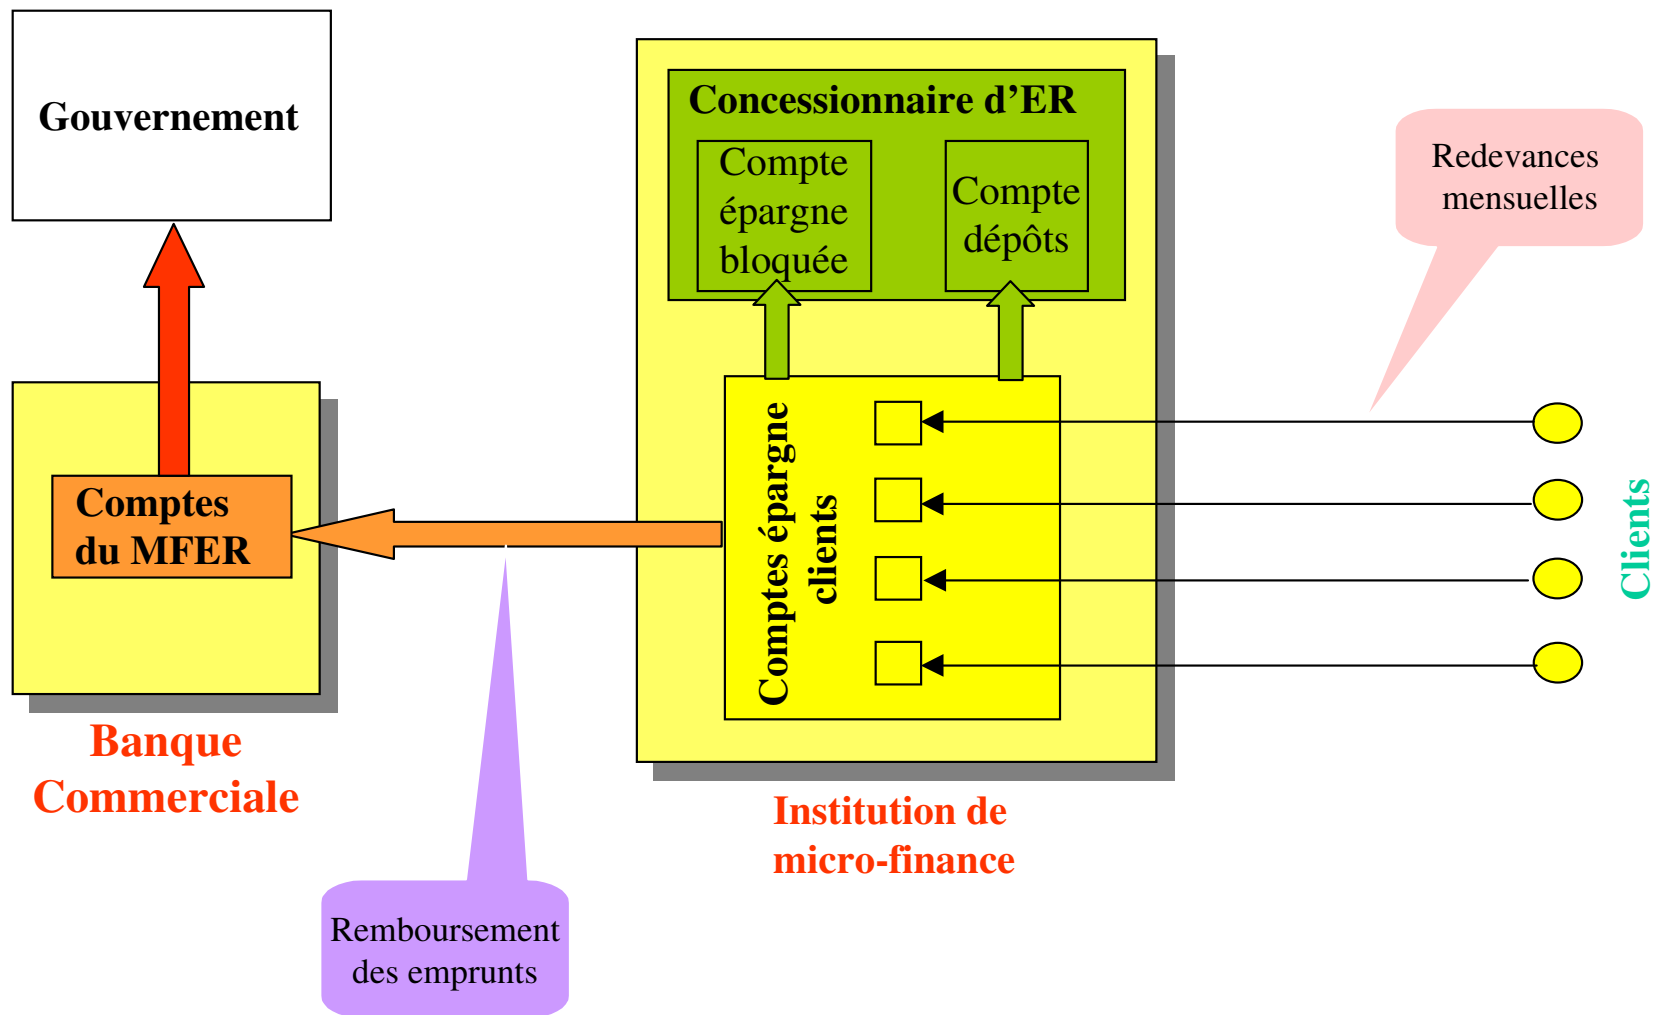 Gouvernement
Concessionnaire d’ER
Compte
épargne
bloquée
Compte
dépôts
Redevances
mensuelles
Comptes
du MFER
Comptes épargne
clients
Clients
Banque
Commerciale
Institution de
micro-finance
Remboursement
des emprunts